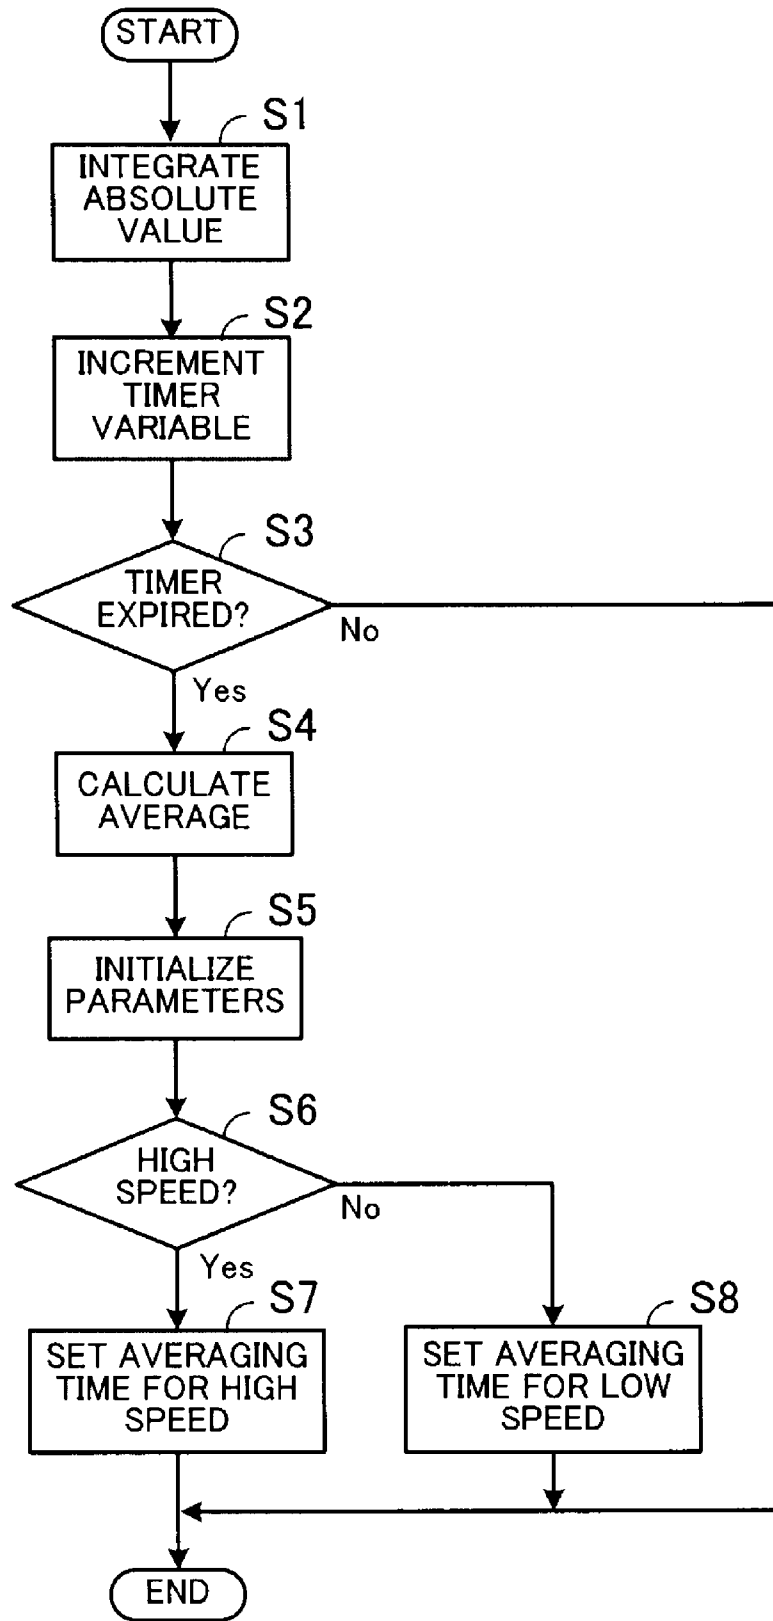 START
S1
INTEGRATE
ABSOLUTE
VALUE
S2
INCREMENT
TIMER
VARIABLE
S3
TIMER
EXPIRED?
No
Yes
S4
CALCULATE
AVERAGE
S5
INITIALIZE
PARAMETERS
S6
HIGH
SPEED?
No
Yes
S7
SET AVERAGING
TIME FOR HIGH
SPEED
S8
SET AVERAGING
TIME FOR LOW
SPEED
END